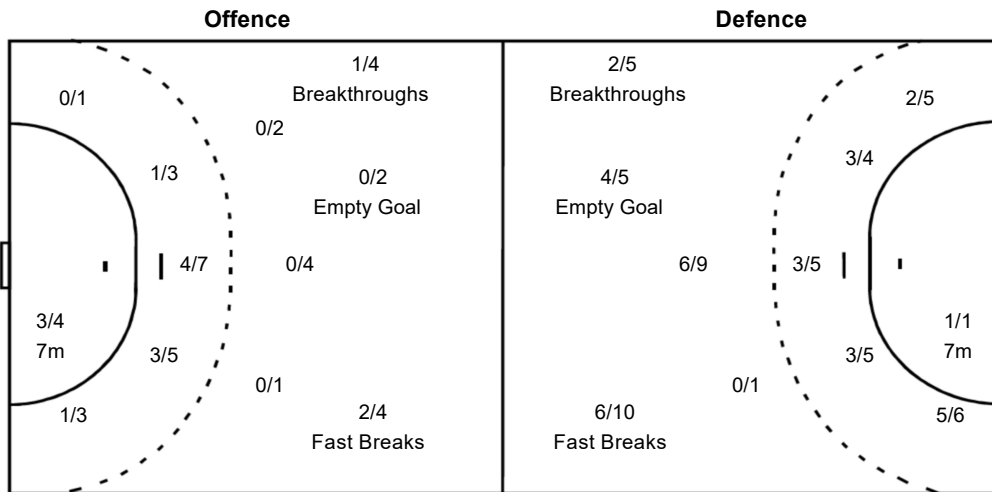 Offence
Defence
1/4
Breakthroughs
2/5
Breakthroughs
0/1
2/5
0/2
1/3
3/4
0/2
Empty Goal
4/5
Empty Goal
4/7
0/4
6/9
3/5
3/4
7m
1/1
7m
3/5
3/5
0/1
0/1
1/3
2/4
Fast Breaks
6/10
Fast Breaks
5/6